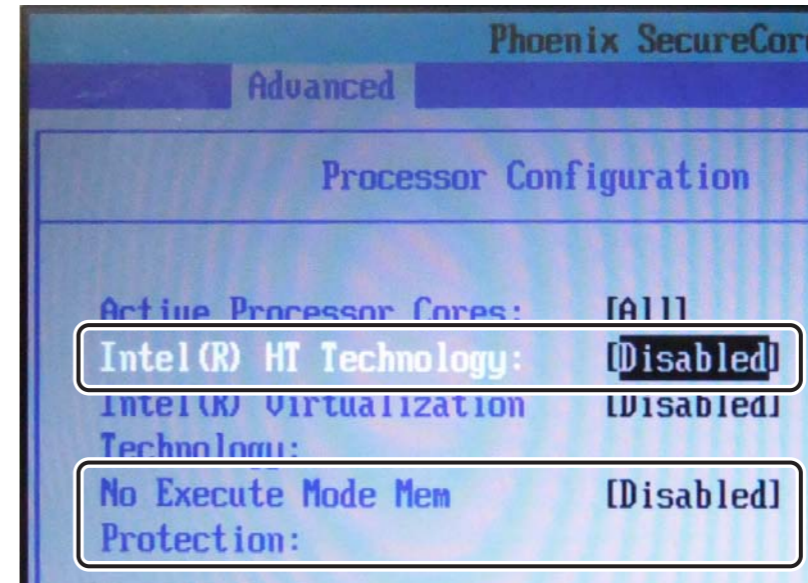 Phoenix SecureCor
Advanced
Processor Configuration
Active Processor Cores: [All]
Intel(R) HT Technology: [Disabled]
Intel(R) Virtualization [Disabled]
Technology:
No Execute Mode Mem [Disabled]
Protection: